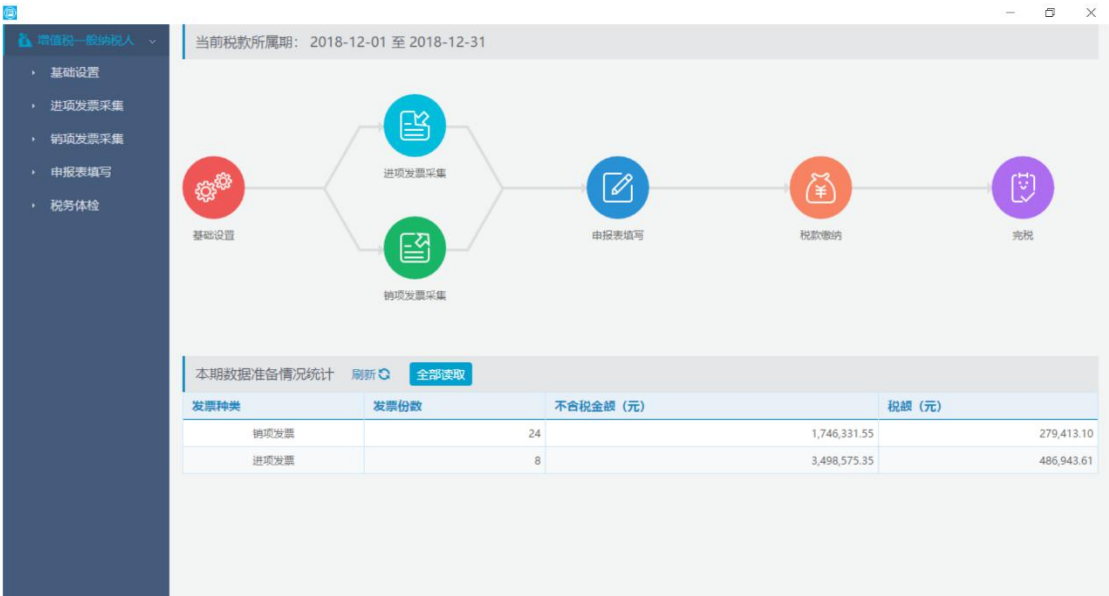 增值税一般纳税人
基础设置
进项发票采集
销项发票采集
申报表填写
税务体检
当前税款所属期： 2018-12-01 至 2018-12-31
进项发票采集
基础设置
申报表填写
税款缴纳
完税
销项发票采集
本期数据准备情况统计 刷新 全部读取
发票种类 发票份数 不含税金额（元） 税额（元）
销项发票 24 1,746,331.55 279,413.10
进项发票 8 3,498,575.35 486,943.61